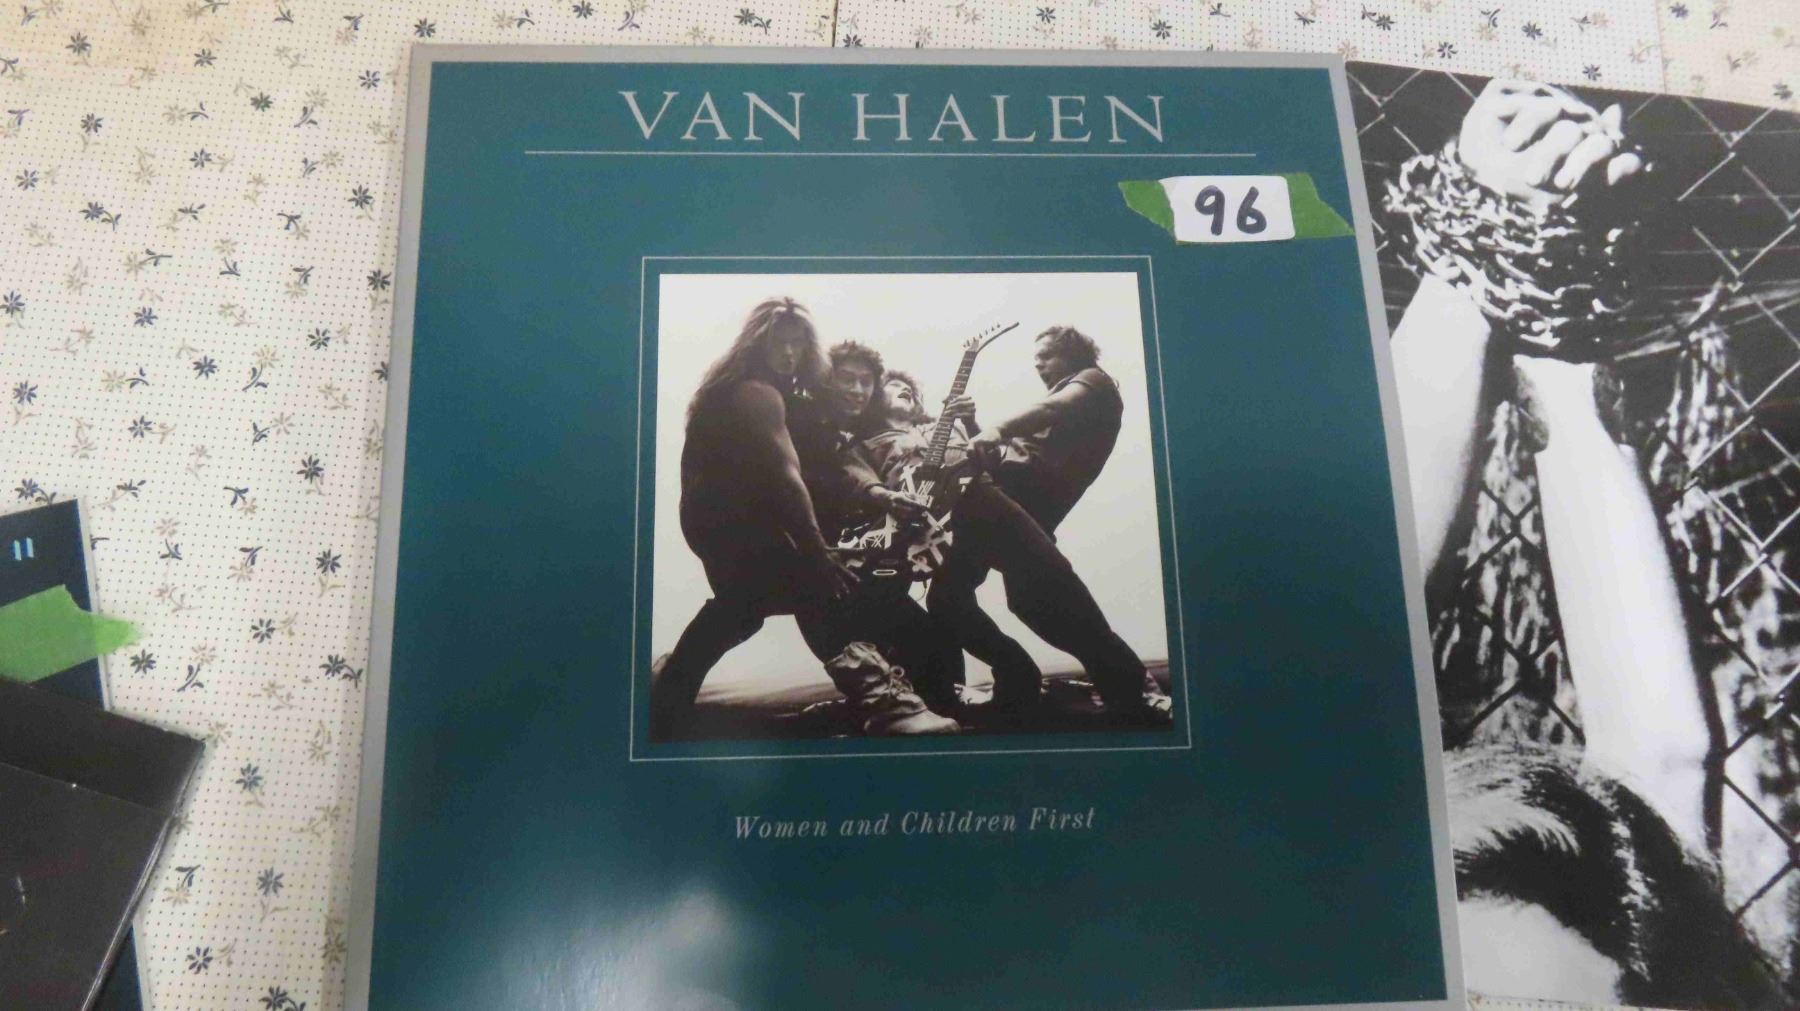 VAN HALEN
96
Women and Children First